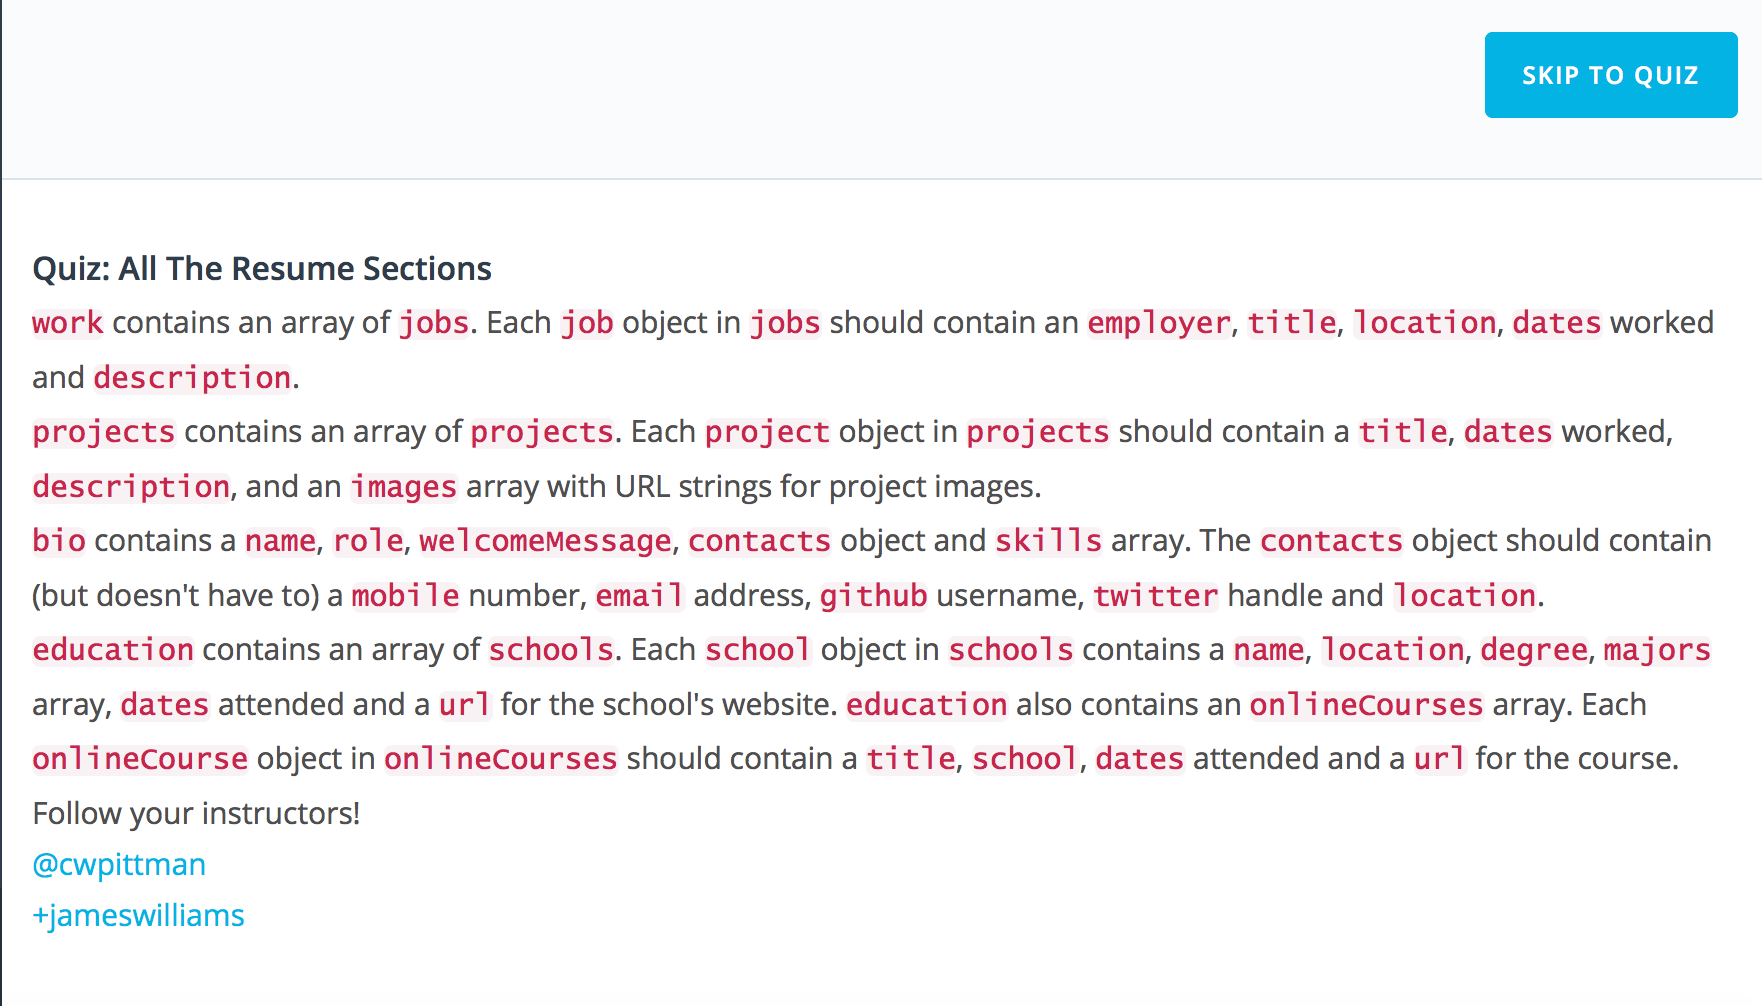 SKIP TO QUIZ
Quiz: All The Resume Sections
work contains an array of jobs. Each job object in jobs should contain an employer, title, location, dates worked
and description.
projects contains an array of projects. Each project object in projects should contain a title, dates worked,
description, and an images array with URL strings for project images.
bio contains a name, role, welcomeMessage, contacts object and skills array. The contacts object should contain
(but doesn't have to) a mobile number, email address, github username, twitter handle and location.
education contains an array of schools. Each school object in schools contains a name, location, degree, majors
array, dates attended and a url for the school's website. education also contains an onlineCourses array. Each
onlineCourse object in onlineCourses should contain a title, school, dates attended and a url for the course.
Follow your instructors!
@cwpittman
+jameswilliams